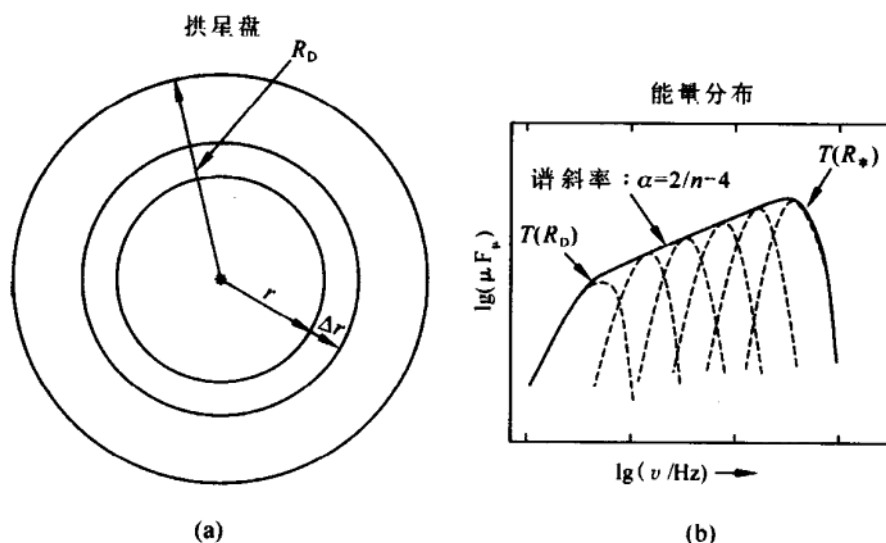 拱星盘
R_D
r
Δr
(a)
能量分布
T(R_*)
谱斜率：α=2/n-4
T(R_D)
lg(μF_μ)
lg(ν/Hz)
(b)